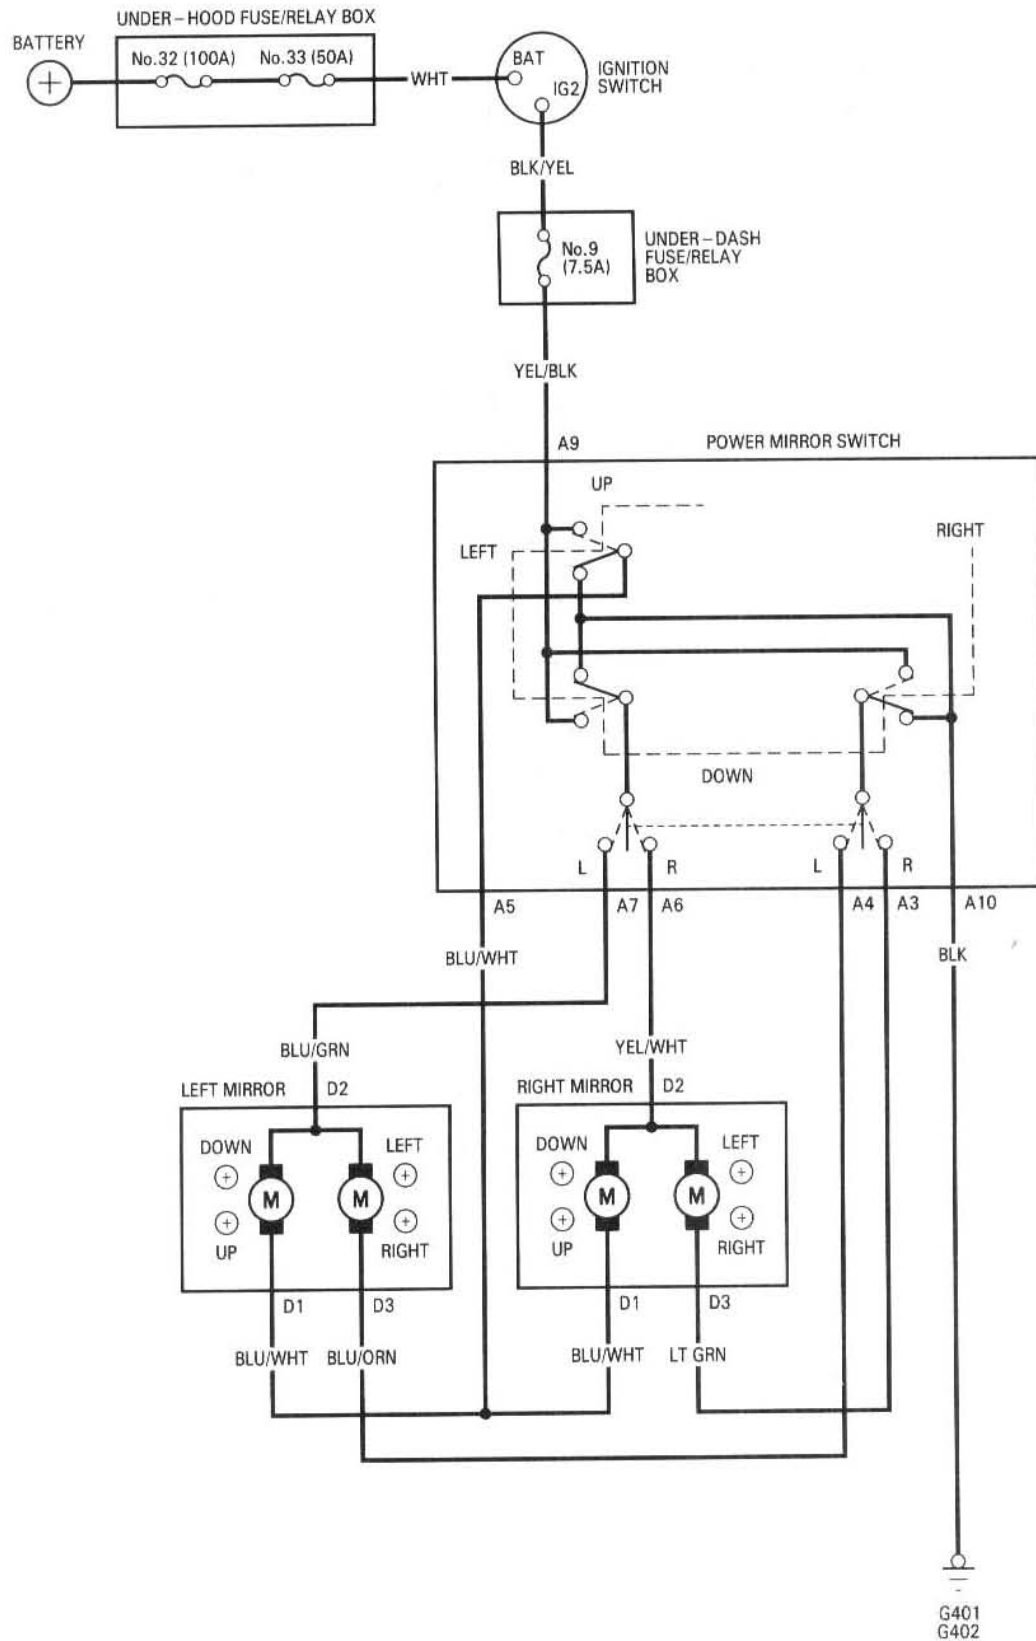 UNDER-HOOD FUSE/RELAY BOX
BATTERY
No.32 (100A)
No.33 (50A)
WHT
BAT
IG2
IGNITION
SWITCH
BLK/YEL
No.9
(7.5A)
UNDER-DASH
FUSE/RELAY
BOX
YEL/BLK
A9
POWER MIRROR SWITCH
UP
LEFT
RIGHT
DOWN
L
R
L
R
A5
A7
A6
A4
A3
A10
BLU/WHT
BLK
BLU/GRN
YEL/WHT
LEFT MIRROR
D2
RIGHT MIRROR
D2
DOWN
LEFT
M
M
UP
RIGHT
DOWN
LEFT
M
M
UP
RIGHT
D1
D3
D1
D3
BLU/WHT
BLU/ORN
BLU/WHT
LT GRN
G401
G402